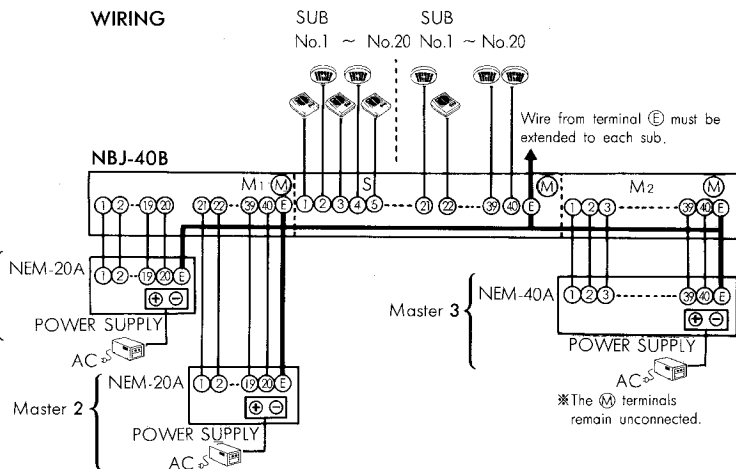 WIRING
SUB SUB
No.1 ~ No.20 No.1 ~ No.20
Wire from terminal Ⓔ must be
extended to each sub.
NBJ-40B
M1 Ⓜ S Ⓜ M2 Ⓜ
① ② ⑲ ⑳ ㉑ ㉒ ㊴ ㊵ Ⓔ ① ② ③ ④ ⑤ ㉑ ㉒ ㊴ ㊵ Ⓔ ① ② ③ ㊴ ㊵ Ⓔ
NEM-20A ① ② ⑲ ⑳ Ⓔ
⊕ ⊖
POWER SUPPLY
AC
Master 2
NEM-20A ① ② ⑲ ⑳ Ⓔ
⊕ ⊖
POWER SUPPLY
AC
Master 3
NEM-40A ① ② ③ ㊴ ㊵ Ⓔ
⊕ ⊖
POWER SUPPLY
AC
※The Ⓜ terminals
remain unconnected.